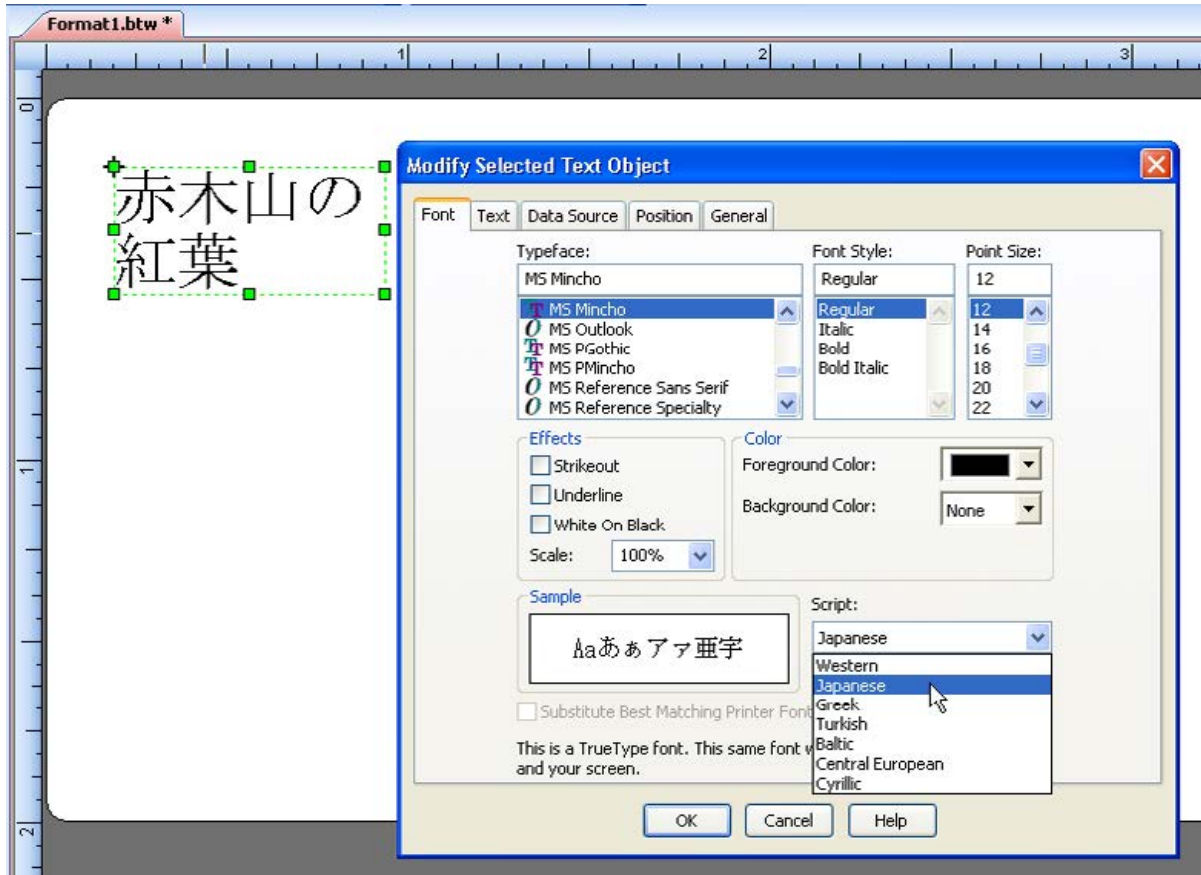 Format1.btw *
1
2
3
0
1
2
赤木山の
紅葉
Modify Selected Text Object
Font
Text
Data Source
Position
General
Typeface:
MS Mincho
MS Mincho
MS Outlook
MS PGothic
MS PMincho
MS Reference Sans Serif
MS Reference Specialty
Font Style:
Regular
Regular
Italic
Bold
Bold Italic
Point Size:
12
12
14
16
18
20
22
Effects
Strikeout
Underline
White On Black
Scale:
100%
Color
Foreground Color:
Background Color:
None
Sample
Aaあぁアァ亜宇
Script:
Japanese
Western
Japanese
Greek
Turkish
Baltic
Central European
Cyrillic
Substitute Best Matching Printer Font
This is a TrueType font. This same font
and your screen.
OK
Cancel
Help